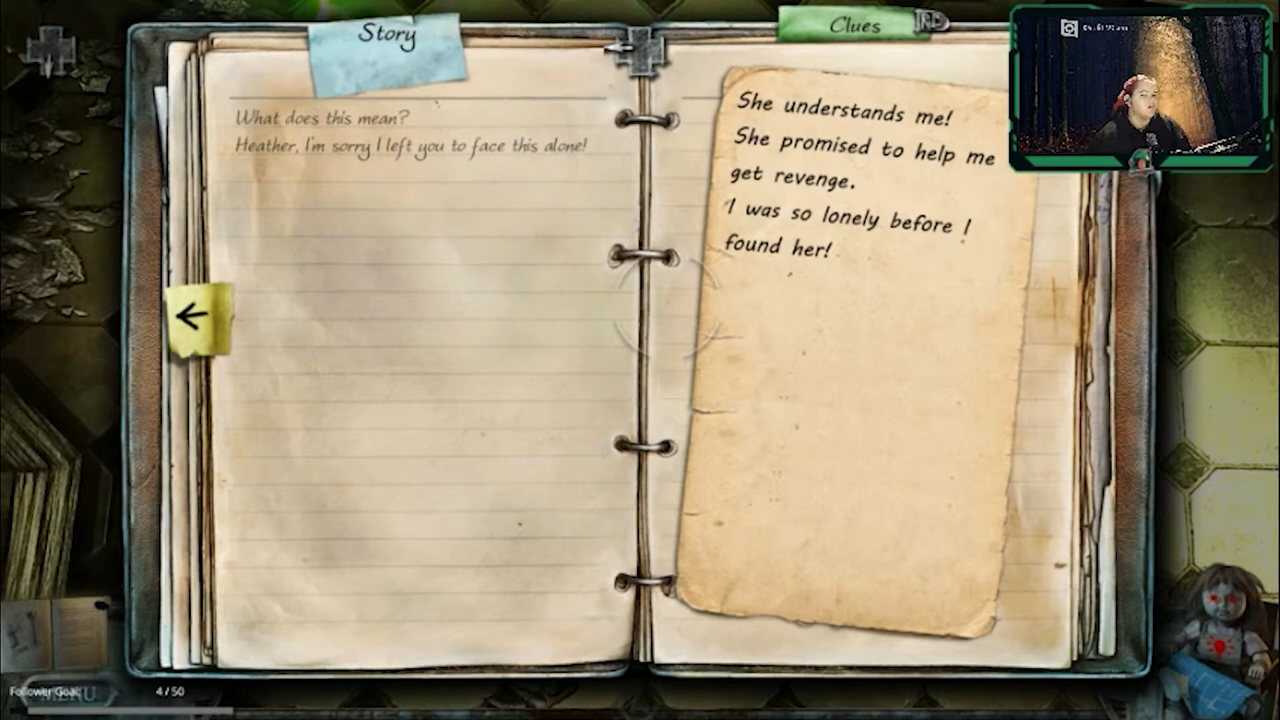 Story
Clues
What does this mean?
Heather, I'm sorry I left you to face this alone!
She understands me!
She promised to help me
get revenge.
I was so lonely before I
found her!
Follower Goal:
4 / 50
MENU